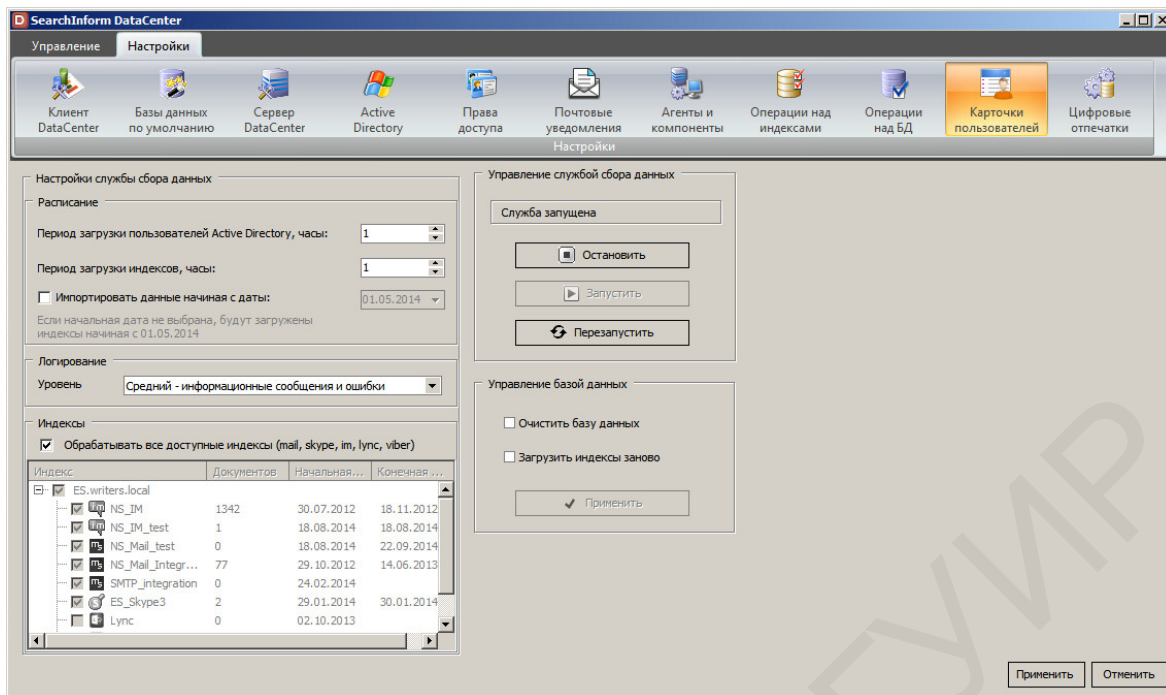 SearchInform DataCenter
Управление Настройки
Клиент DataCenter
Базы данных по умолчанию
Сервер DataCenter
Active Directory
Права доступа
Почтовые уведомления
Агенты и компоненты
Операции над индексами
Операции над БД
Карточки пользователей
Цифровые отпечатки
Настройки
Настройки службы сбора данных
Расписание
Период загрузки пользователей Active Directory, часы: 1
Период загрузки индексов, часы: 1
Импортировать данные начиная с даты: 01.05.2014
Если начальная дата не выбрана, будут загружены
индексы начиная с 01.05.2014
Логирование
Уровень Средний - информационные сообщения и ошибки
Индексы
Обрабатывать все доступные индексы (mail, skype, im, lync, viber)
Индекс Документов Начальная... Конечная ...
ES.writers.local
NS_IM 1342 30.07.2012 18.11.2012
NS_IM_test 1 18.08.2014 18.08.2014
NS_Mail_test 0 18.08.2014 22.09.2014
NS_Mail_Integr... 77 29.10.2012 14.06.2013
SMTP_integration 0 24.02.2014
ES_Skype3 2 29.01.2014 30.01.2014
Lync 0 02.10.2013
Управление службой сбора данных
Служба запущена
Остановить
Запустить
Перезапустить
Управление базой данных
Очистить базу данных
Загрузить индексы заново
Применить
Применить Отменить